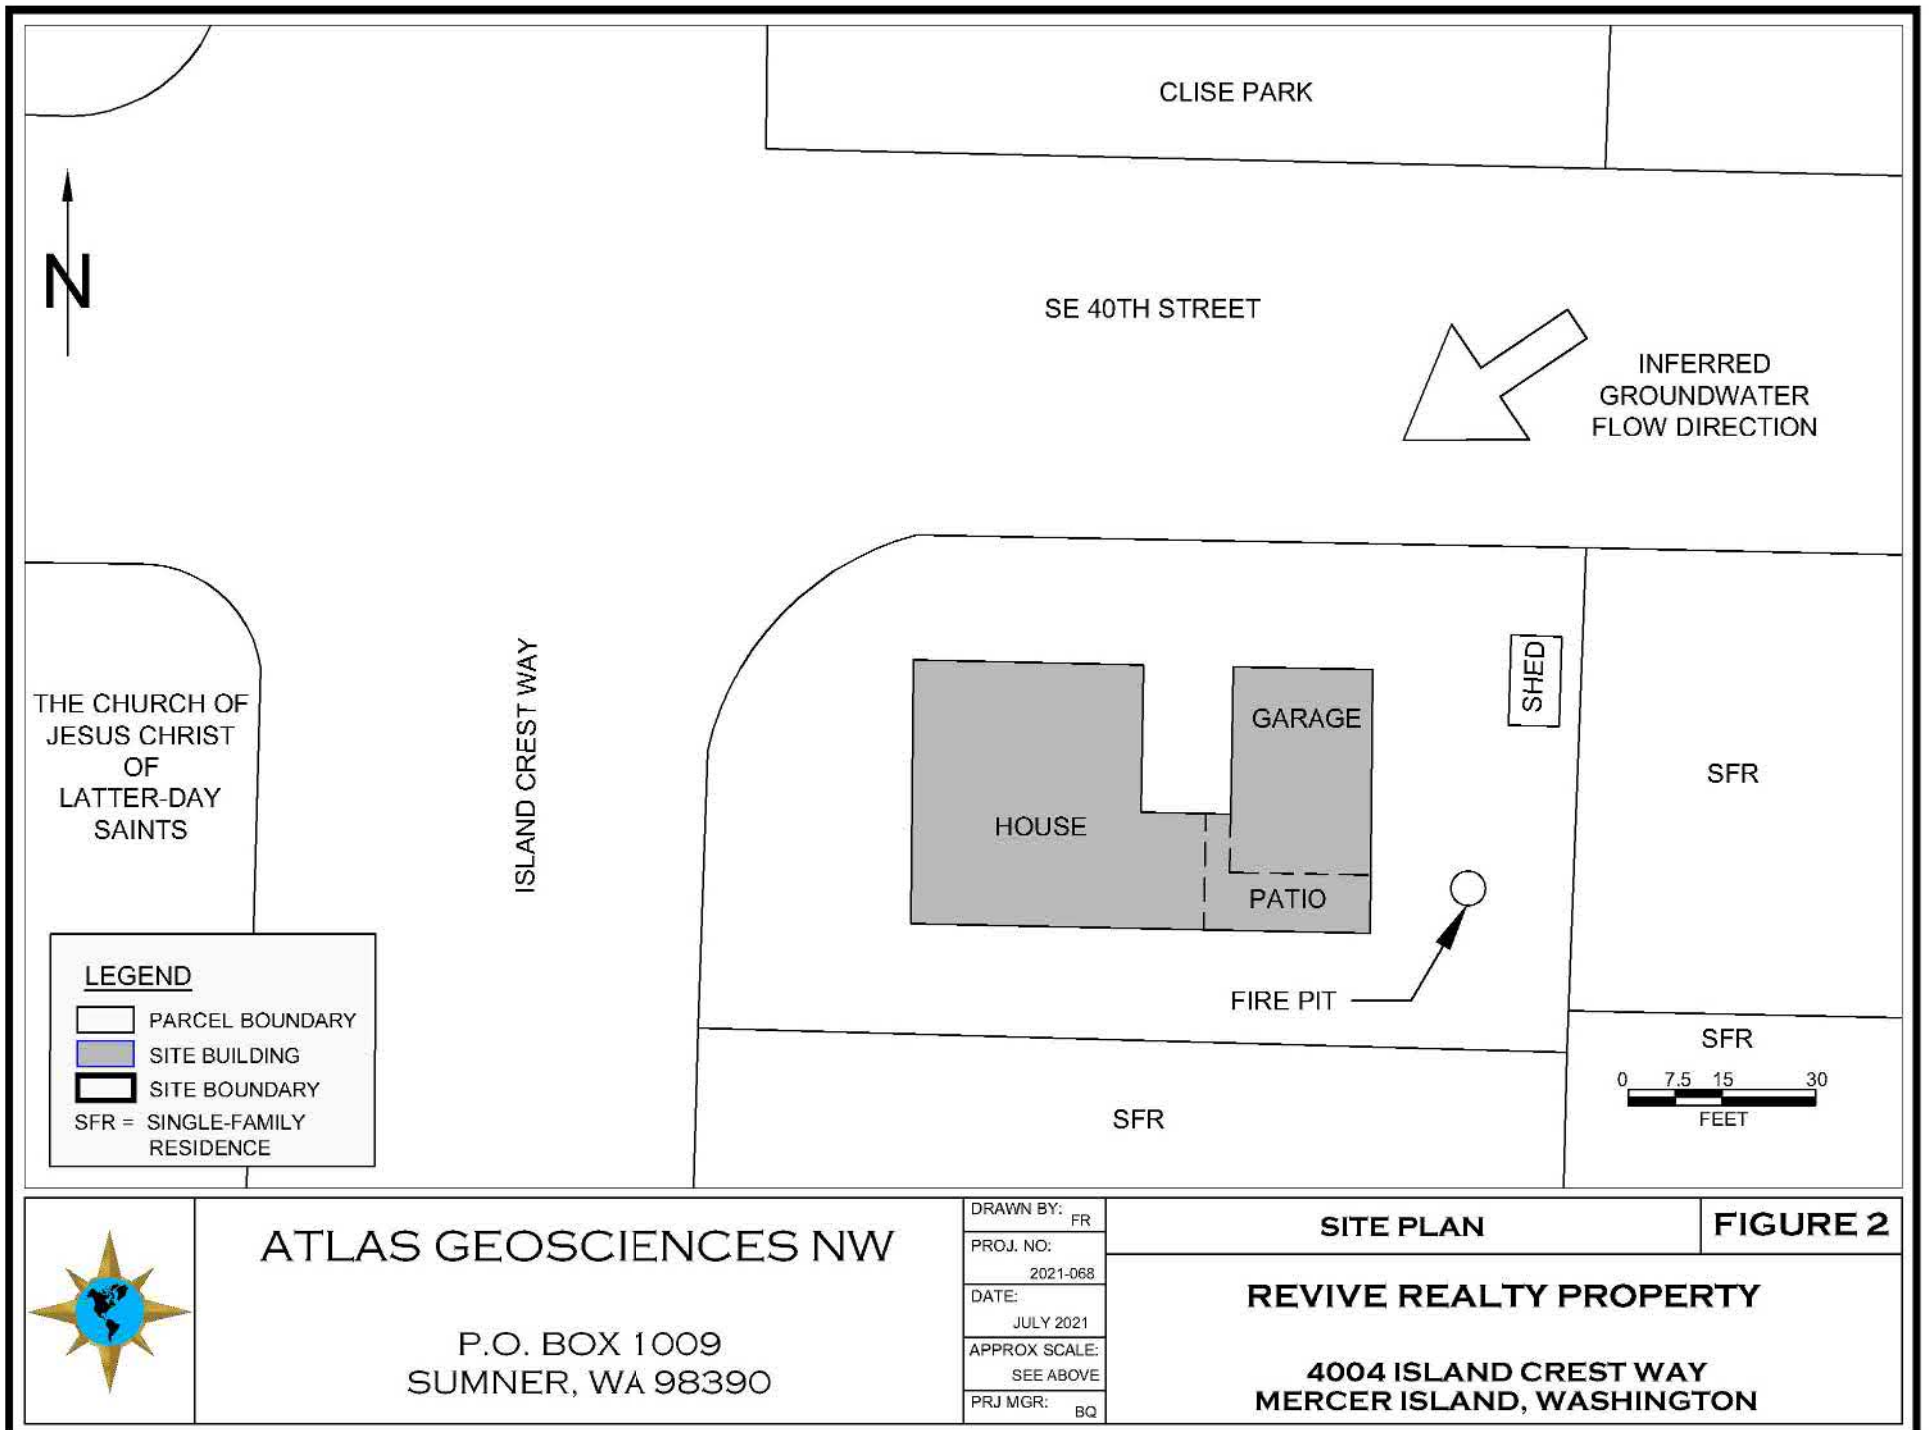 CLISE PARK
N
SE 40TH STREET
INFERRED
GROUNDWATER
FLOW DIRECTION
THE CHURCH OF
JESUS CHRIST
OF
LATTER-DAY
SAINTS
ISLAND CREST WAY
SHED
GARAGE
SFR
HOUSE
PATIO
FIRE PIT
LEGEND
PARCEL BOUNDARY
SITE BUILDING
SITE BOUNDARY
SFR = SINGLE-FAMILY
RESIDENCE
SFR
SFR
0 7.5 15 30
FEET
ATLAS GEOSCIENCES NW
P.O. BOX 1009
SUMNER, WA 98390
DRAWN BY: FR
PROJ. NO:
2021-068
DATE:
JULY 2021
APPROX SCALE:
SEE ABOVE
PRJ MGR: BQ
SITE PLAN
FIGURE 2
REVIVE REALTY PROPERTY
4004 ISLAND CREST WAY
MERCER ISLAND, WASHINGTON